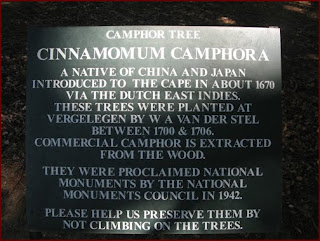 CAMPHOR TREE
CINNAMOMUM CAMPHORA
A NATIVE OF CHINA AND JAPAN
INTRODUCED TO THE CAPE IN ABOUT 1670
VIA THE DUTCH EAST INDIES.
THESE TREES WERE PLANTED AT
VERGELEGEN BY W A VAN DER STEL
BETWEEN 1700 & 1706.
COMMERCIAL CAMPHOR IS EXTRACTED
FROM THE WOOD.
THEY WERE PROCLAIMED NATIONAL
MONUMENTS BY THE NATIONAL
MONUMENTS COUNCIL IN 1942.
PLEASE HELP US PRESERVE THEM BY
NOT CLIMBING ON THE TREES.